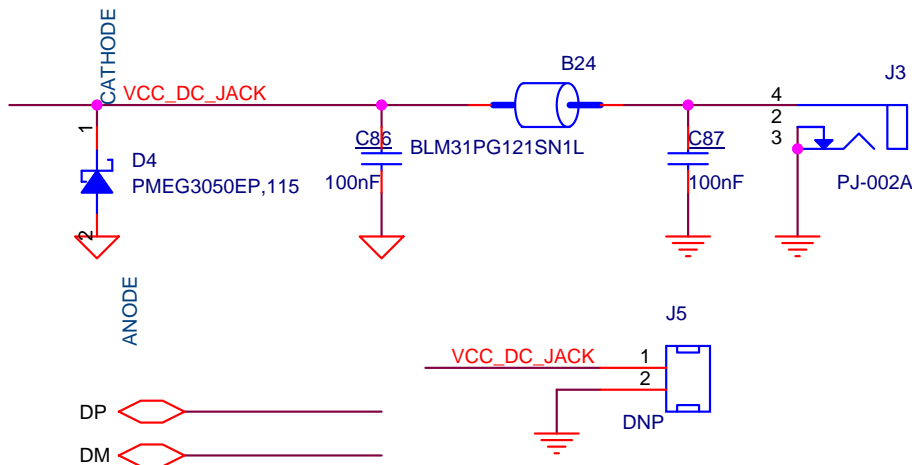 CATHODE
VCC_DC_JACK
B24
J3
4
2
3
1
D4
PMEG3050EP,115
C86
100nF
BLM31PG121SN1L
C87
100nF
PJ-002A
2
ANODE
J5
VCC_DC_JACK
1
2
DNP
DP
DM